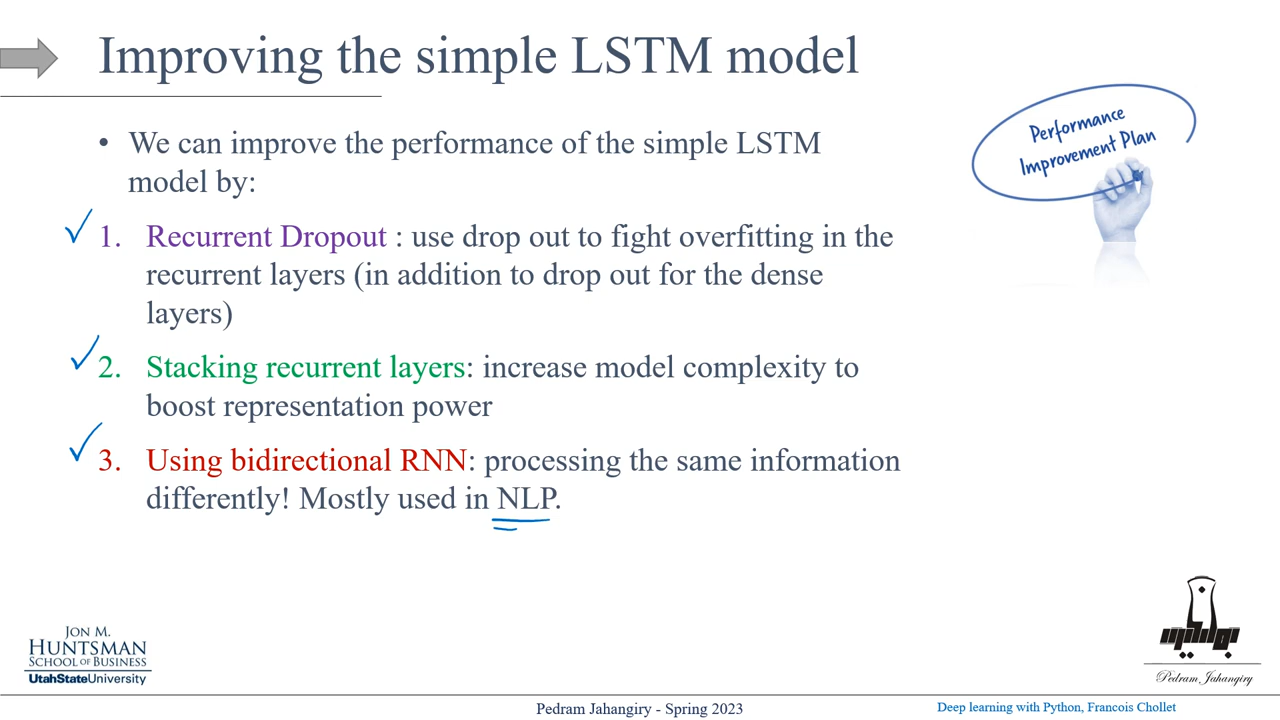 Improving the simple LSTM model
• We can improve the performance of the simple LSTM
model by:
1. Recurrent Dropout : use drop out to fight overfitting in the
recurrent layers (in addition to drop out for the dense
layers)
2. Stacking recurrent layers: increase model complexity to
boost representation power
3. Using bidirectional RNN: processing the same information
differently! Mostly used in NLP.
Performance
Improvement Plan
JON M.
HUNTSMAN
SCHOOL OF BUSINESS
UtahStateUniversity
Pedram Jahangiry
Pedram Jahangiry - Spring 2023
Deep learning with Python, Francois Chollet